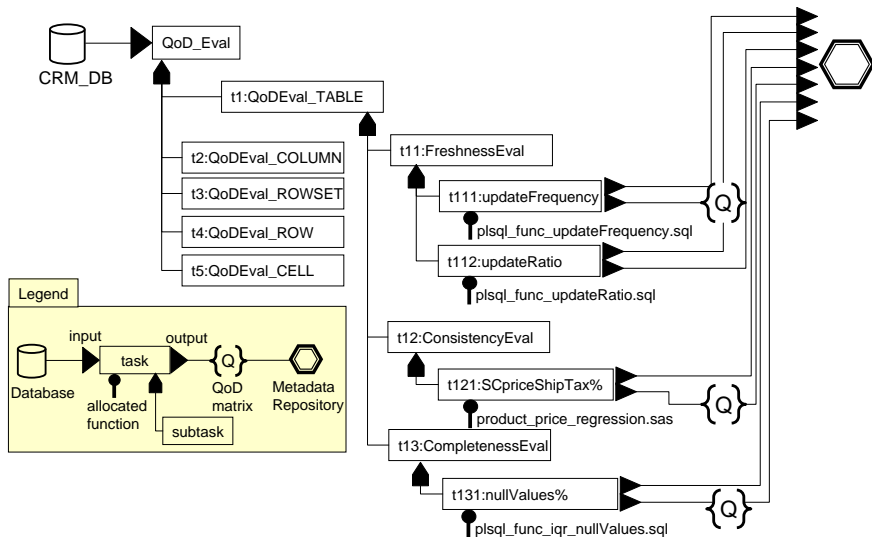 QoD_Eval
CRM_DB
t1:QoDEval_TABLE
t11:FreshnessEval
t2:QoDEval_COLUMN
t3:QoDEval_ROWSET
t111:updateFrequency
Q
plsql_func_updateFrequency.sql
t4:QoDEval_ROW
t112:updateRatio
t5:QoDEval_CELL
plsql_func_updateRatio.sql
Legend
input
output
task
Q
Database
allocated
function
QoD
matrix
Metadata
Repository
subtask
t12:ConsistencyEval
t121:SCpriceShipTax%
Q
product_price_regression.sas
t13:CompletenessEval
t131:nullValues%
Q
plsql_func_iqr_nullValues.sql